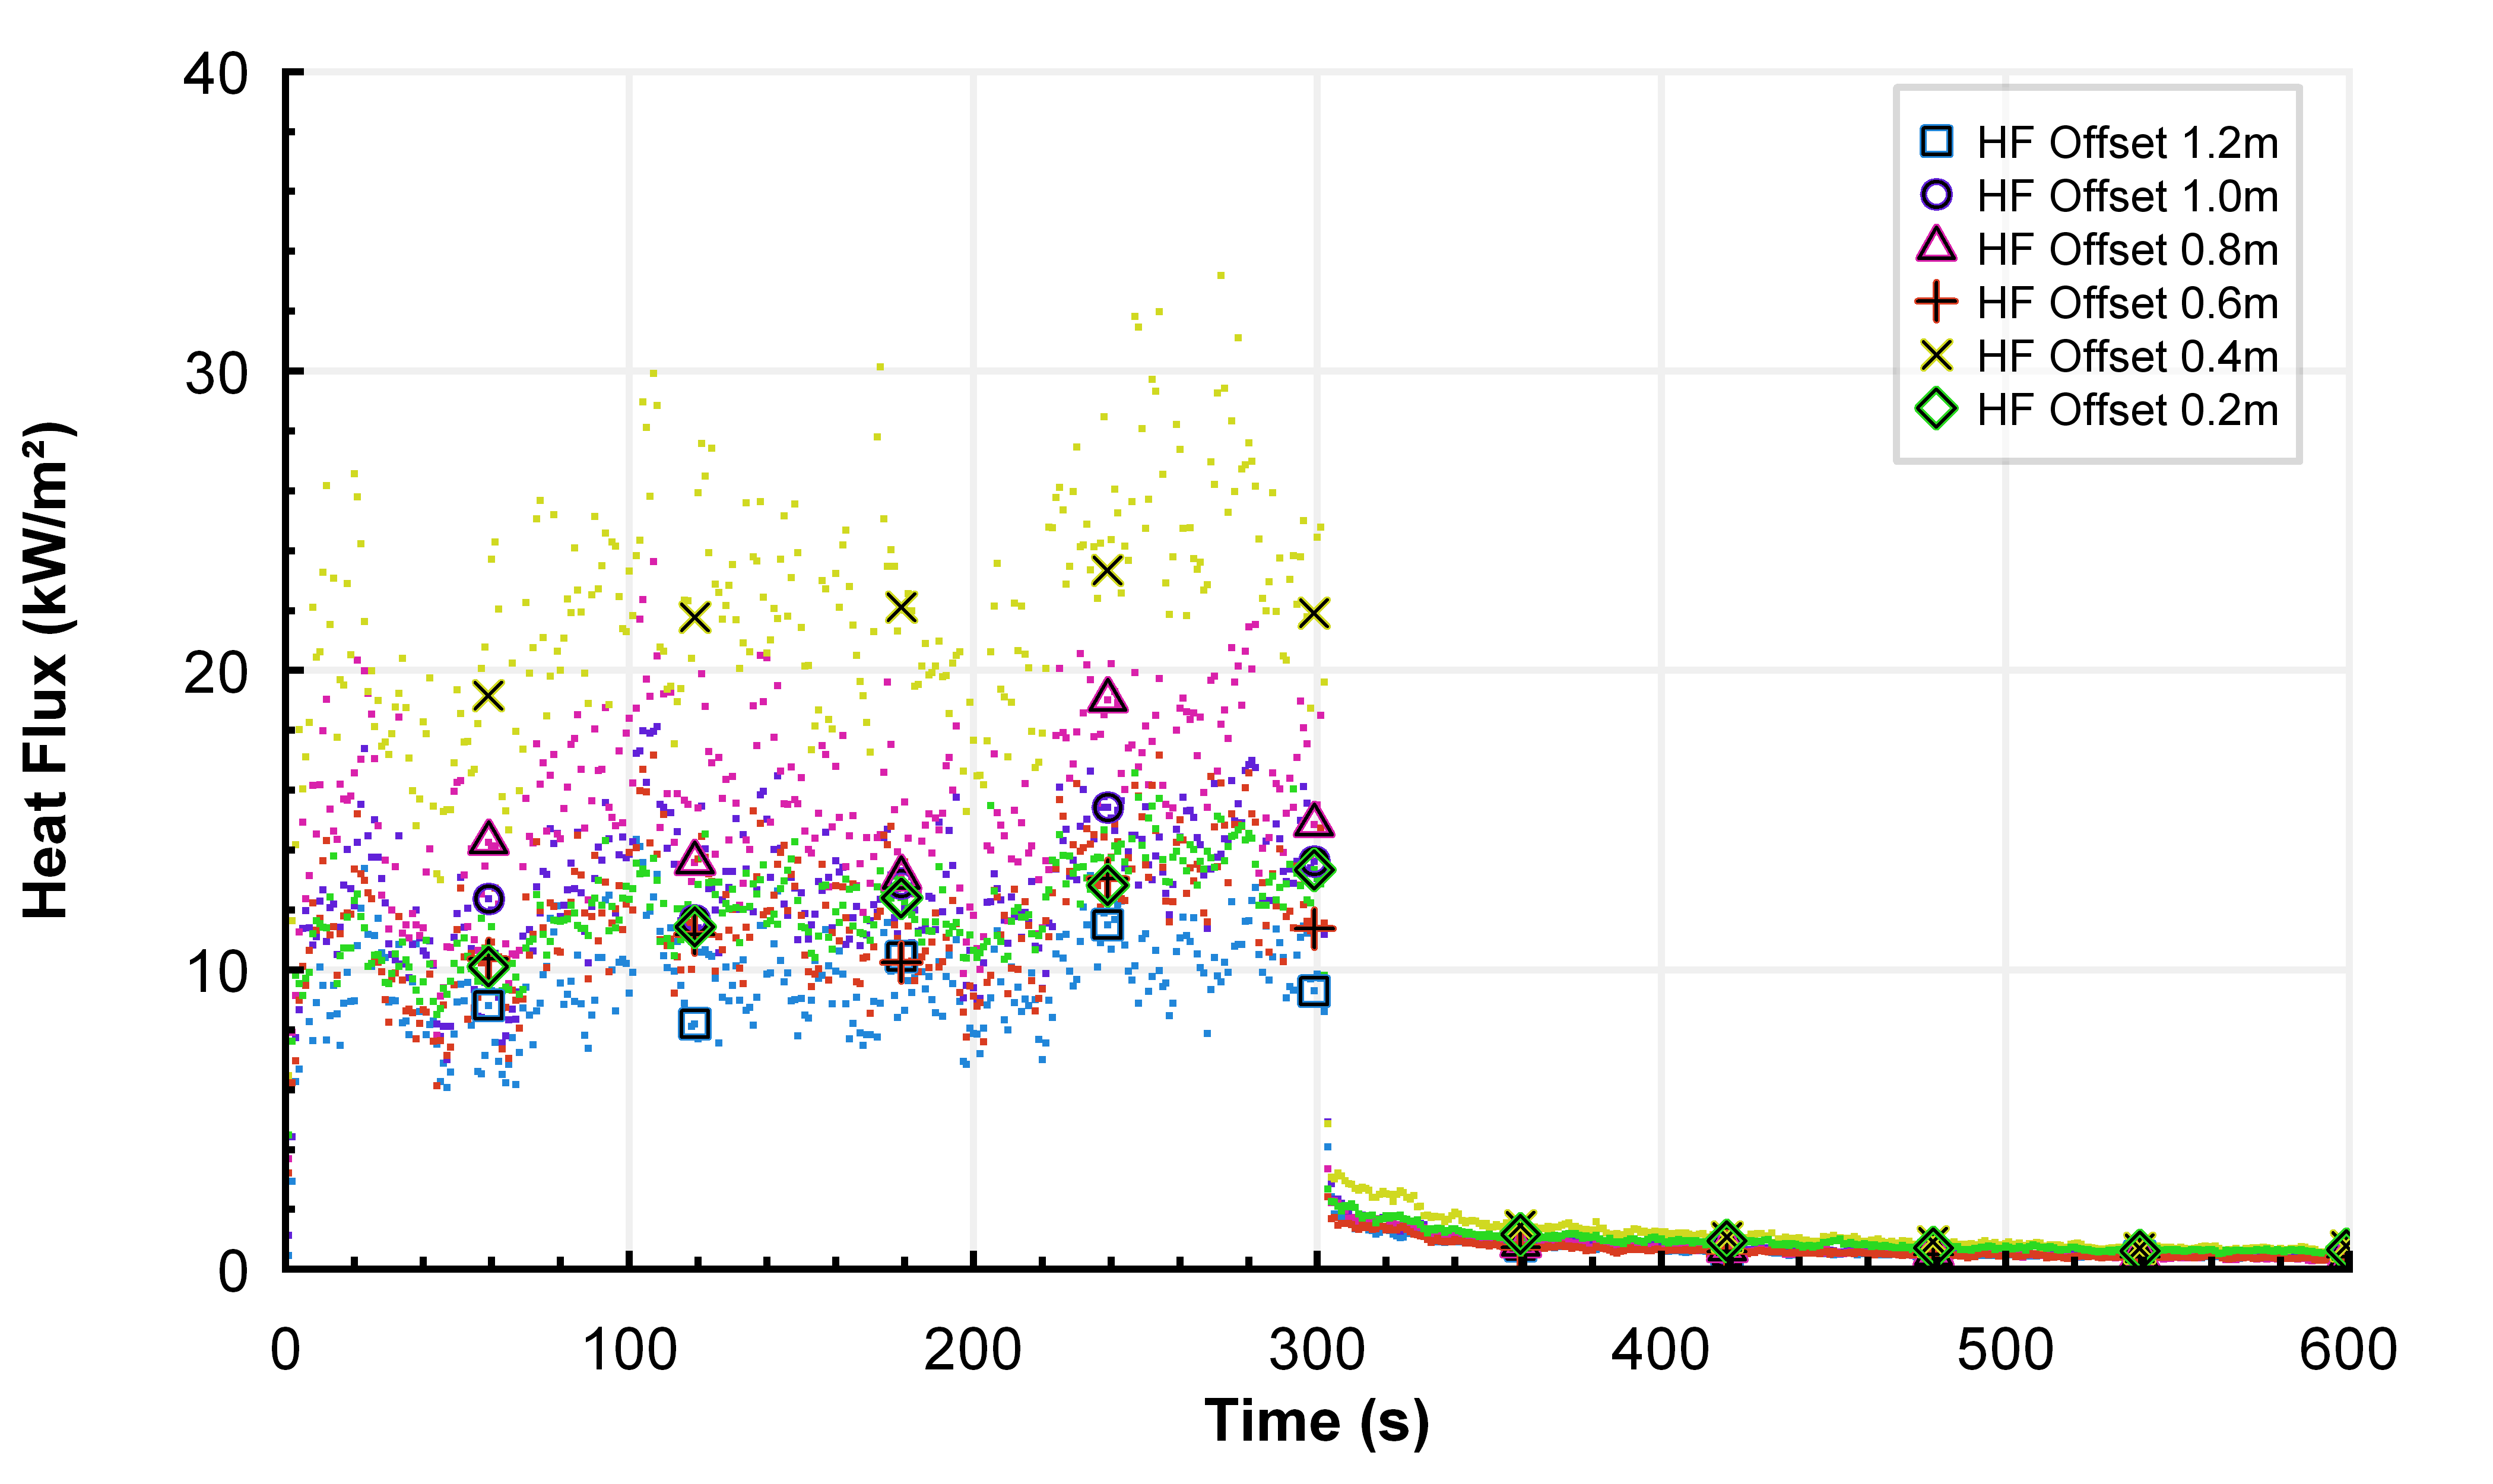 40
30
20
10
0
Heat Flux (kW/m²)
HF Offset 1.2m
HF Offset 1.0m
HF Offset 0.8m
HF Offset 0.6m
HF Offset 0.4m
HF Offset 0.2m
0 100 200 300 400 500 600
Time (s)